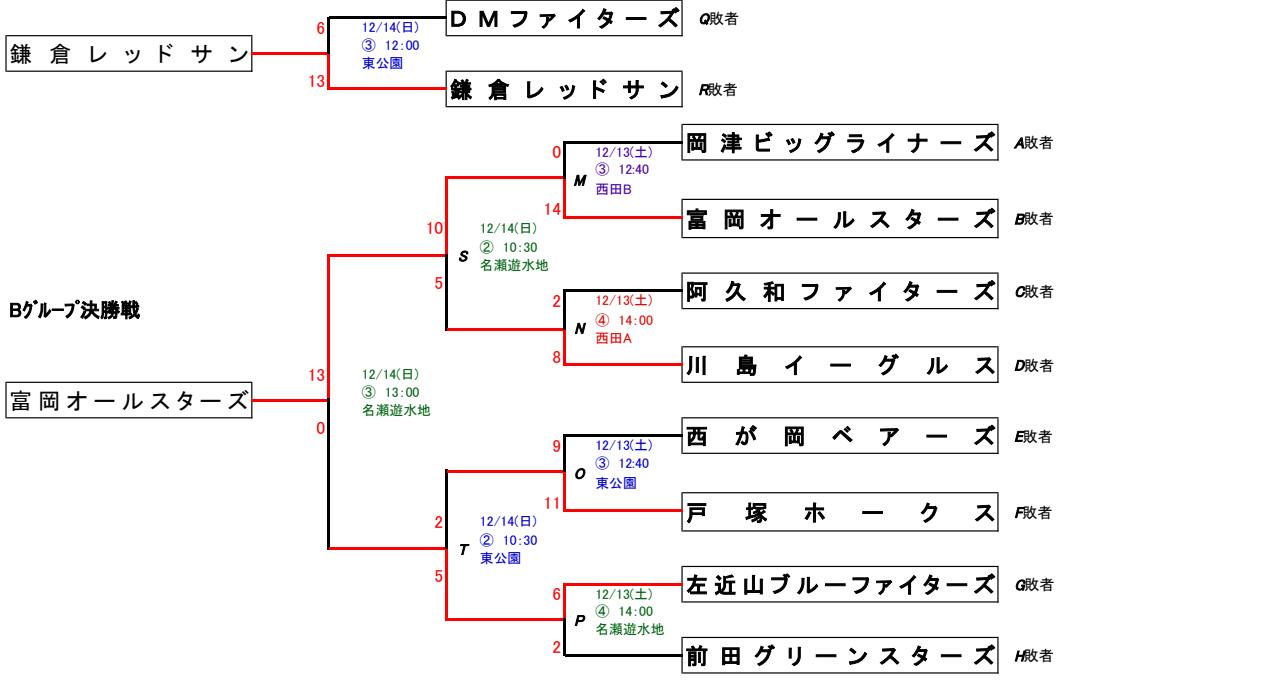 DMファイターズ Q敗者
6 12/14(日)
③ 12:00
東公園
鎌倉レッドサン
13
鎌倉レッドサン R敗者
岡津ビッグライナーズ A敗者
0 12/13(土)
③ 12:40
M
西田B
14
富岡オールスターズ B敗者
10 12/14(日)
② 10:30
S
名瀬遊水地
5
阿久和ファイターズ C敗者
2 12/13(土)
④ 14:00
N
西田A
8
川島イーグルス D敗者
Bグループ決勝戦
13 12/14(日)
③ 13:00
名瀬遊水地
富岡オールスターズ
0
西が岡ベアーズ E敗者
9 12/13(土)
③ 12:40
O
東公園
11
戸塚ホークス F敗者
2 12/14(日)
② 10:30
T
東公園
5
左近山ブルーファイターズ G敗者
6 12/13(土)
④ 14:00
P
名瀬遊水地
2
前田グリーンスターズ H敗者